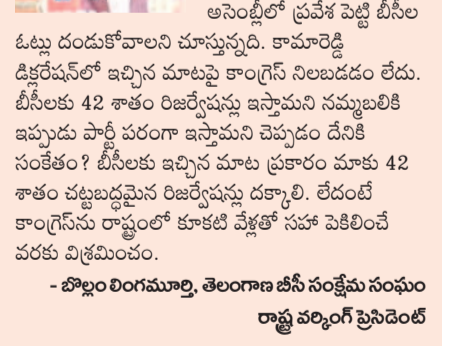 అసెంబ్లీలో ప్రవేశ పెట్టి బీసీల
ఓట్లు దండుకోవాలని చూస్తున్నది. కామారెడ్డి
డిక్లరేషన్‌లో ఇచ్చిన మాటపై కాంగ్రెస్ నిలబడడం లేదు.
బీసీలకు 42 శాతం రిజర్వేషన్లు ఇస్తామని నమ్మబలికి
ఇప్పుడు పార్టీ పరంగా ఇస్తామని చెప్పడం దేనికి
సంకేతం? బీసీలకు ఇచ్చిన మాట ప్రకారం మాకు 42
శాతం చట్టబద్ధమైన రిజర్వేషన్లు దక్కాలి. లేదంటే
కాంగ్రెస్‌ను రాష్ట్రంలో కూకటి వేళ్లతో సహా పెకిలించే
వరకు విశ్రమించం.
- బొల్లం లింగమూర్తి, తెలంగాణ బీసీ సంక్షేమ సంఘం
రాష్ట్ర వర్కింగ్ ప్రెసిడెంట్